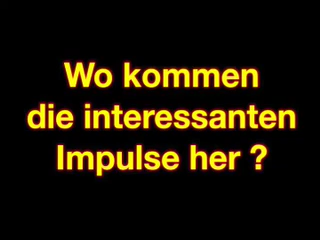 Wo kommen
die interessanten
Impulse her ?